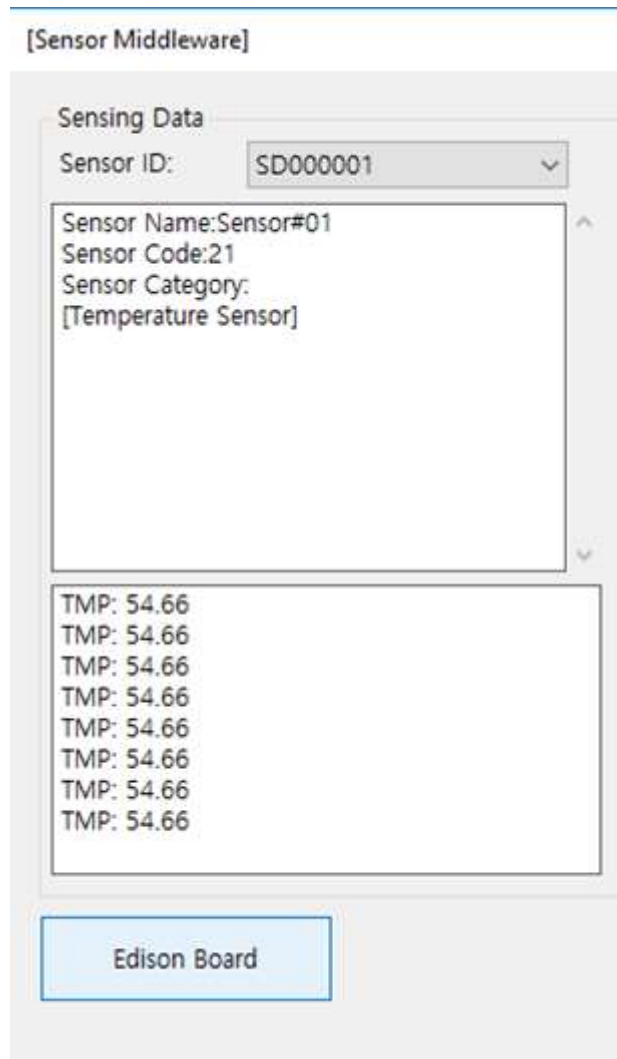 [Sensor Middleware]
Sensing Data
Sensor ID: SD000001
Sensor Name:Sensor#01
Sensor Code:21
Sensor Category:
[Temperature Sensor]
TMP: 54.66
TMP: 54.66
TMP: 54.66
TMP: 54.66
TMP: 54.66
TMP: 54.66
TMP: 54.66
TMP: 54.66
Edison Board